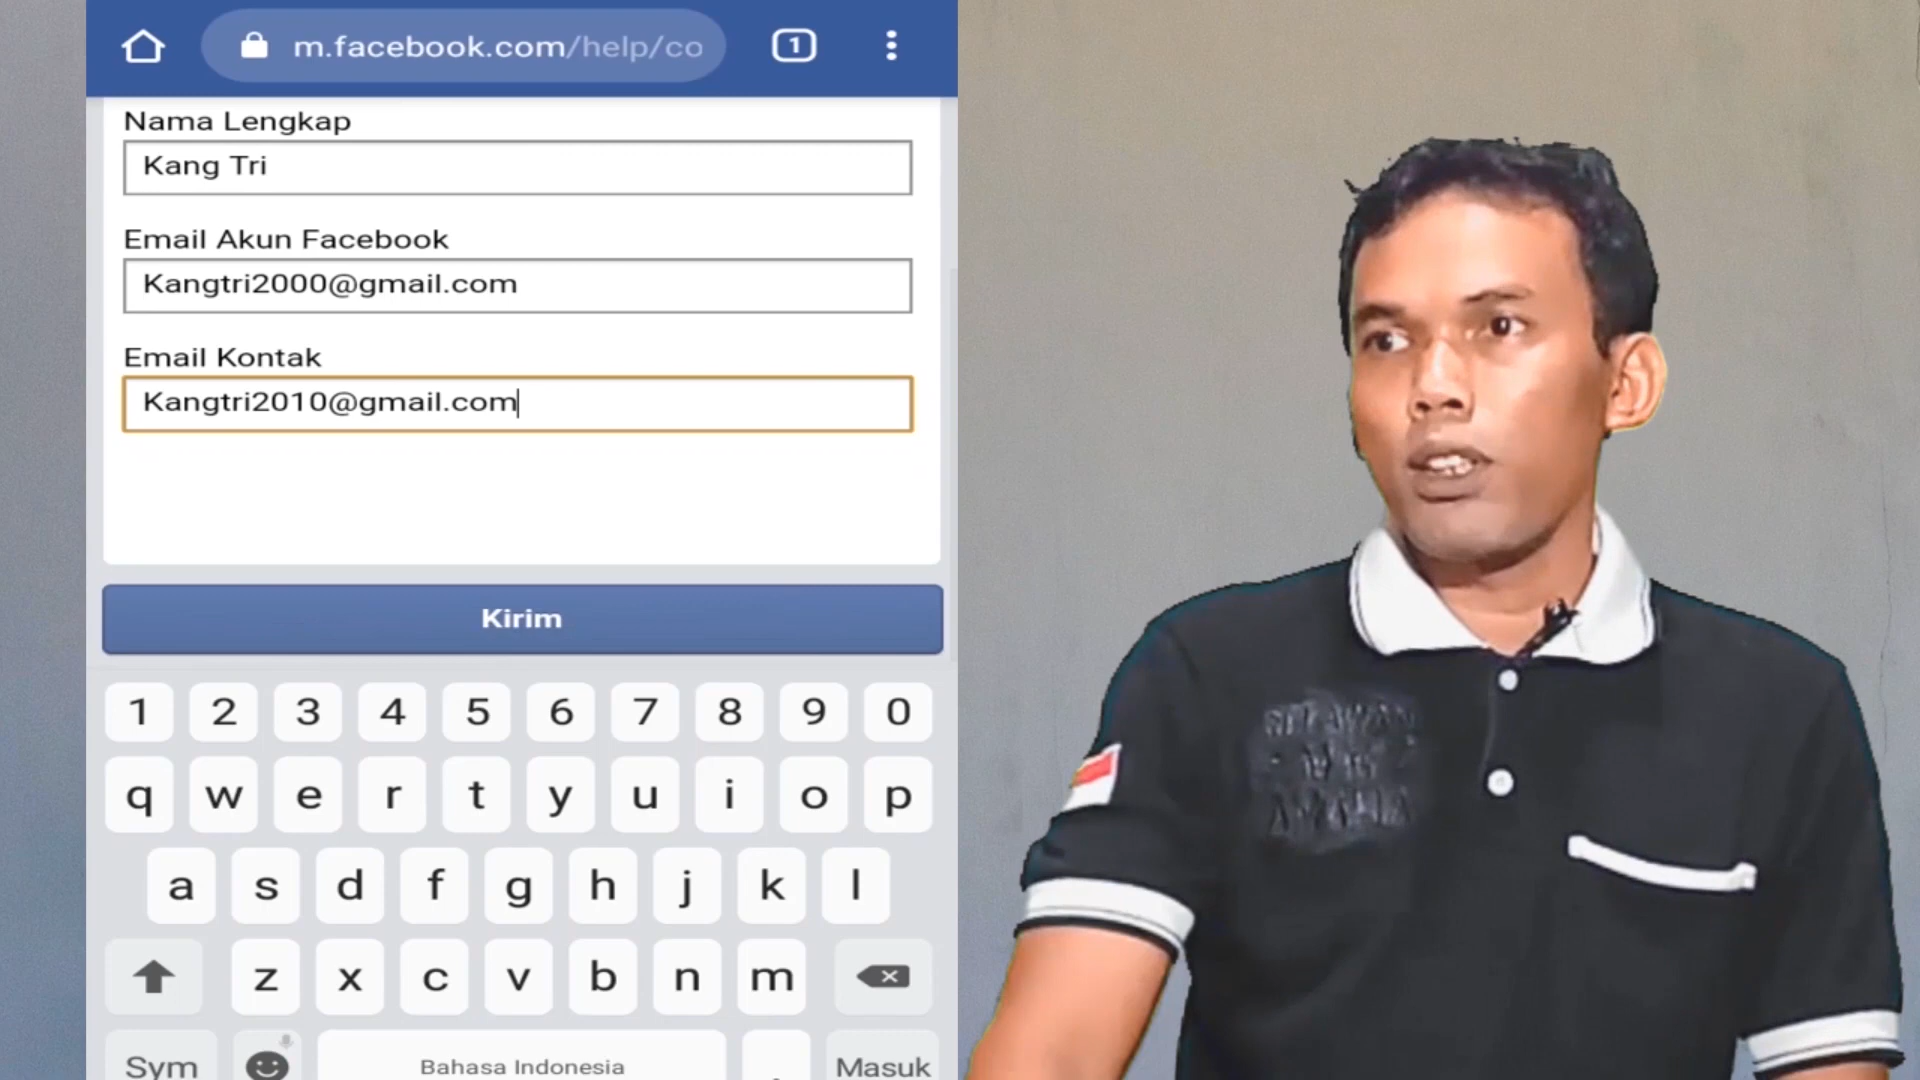 m.facebook.com/help/co
1
Nama Lengkap
Kang Tri
Email Akun Facebook
Kangtri2000@gmail.com
Email Kontak
Kangtri2010@gmail.com
Kirim
1 2 3 4 5 6 7 8 9 0
q w e r t y u i o p
a s d f g h j k l
z x c v b n m
Sym Bahasa Indonesia . Masuk